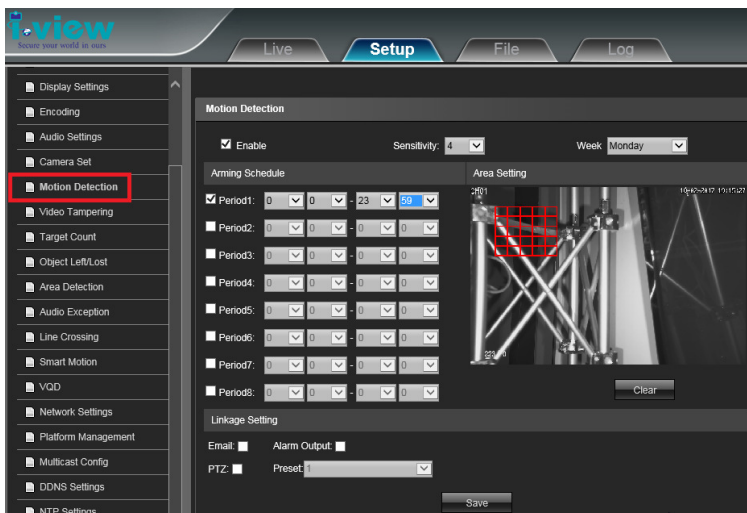 i-view
Secure your world in ours
Live Setup File Log
Display Settings
Encoding
Audio Settings
Camera Set
Motion Detection
Video Tampering
Target Count
Object Left/Lost
Area Detection
Audio Exception
Line Crossing
Smart Motion
VQD
Network Settings
Platform Management
Multicast Config
DDNS Settings
NTP Settings
Motion Detection
Enable Sensitivity: 4 Week Monday
Arming Schedule Area Setting
Period1: 0 0 - 23 59
Period2: 0 0 - 0 0
Period3: 0 0 - 0 0
Period4: 0 0 - 0 0
Period5: 0 0 - 0 0
Period6: 0 0 - 0 0
Period7: 0 0 - 0 0
Period8: 0 0 - 0 0
CH01
Clear
Linkage Setting
Email: Alarm Output:
PTZ: Preset: 1
Save